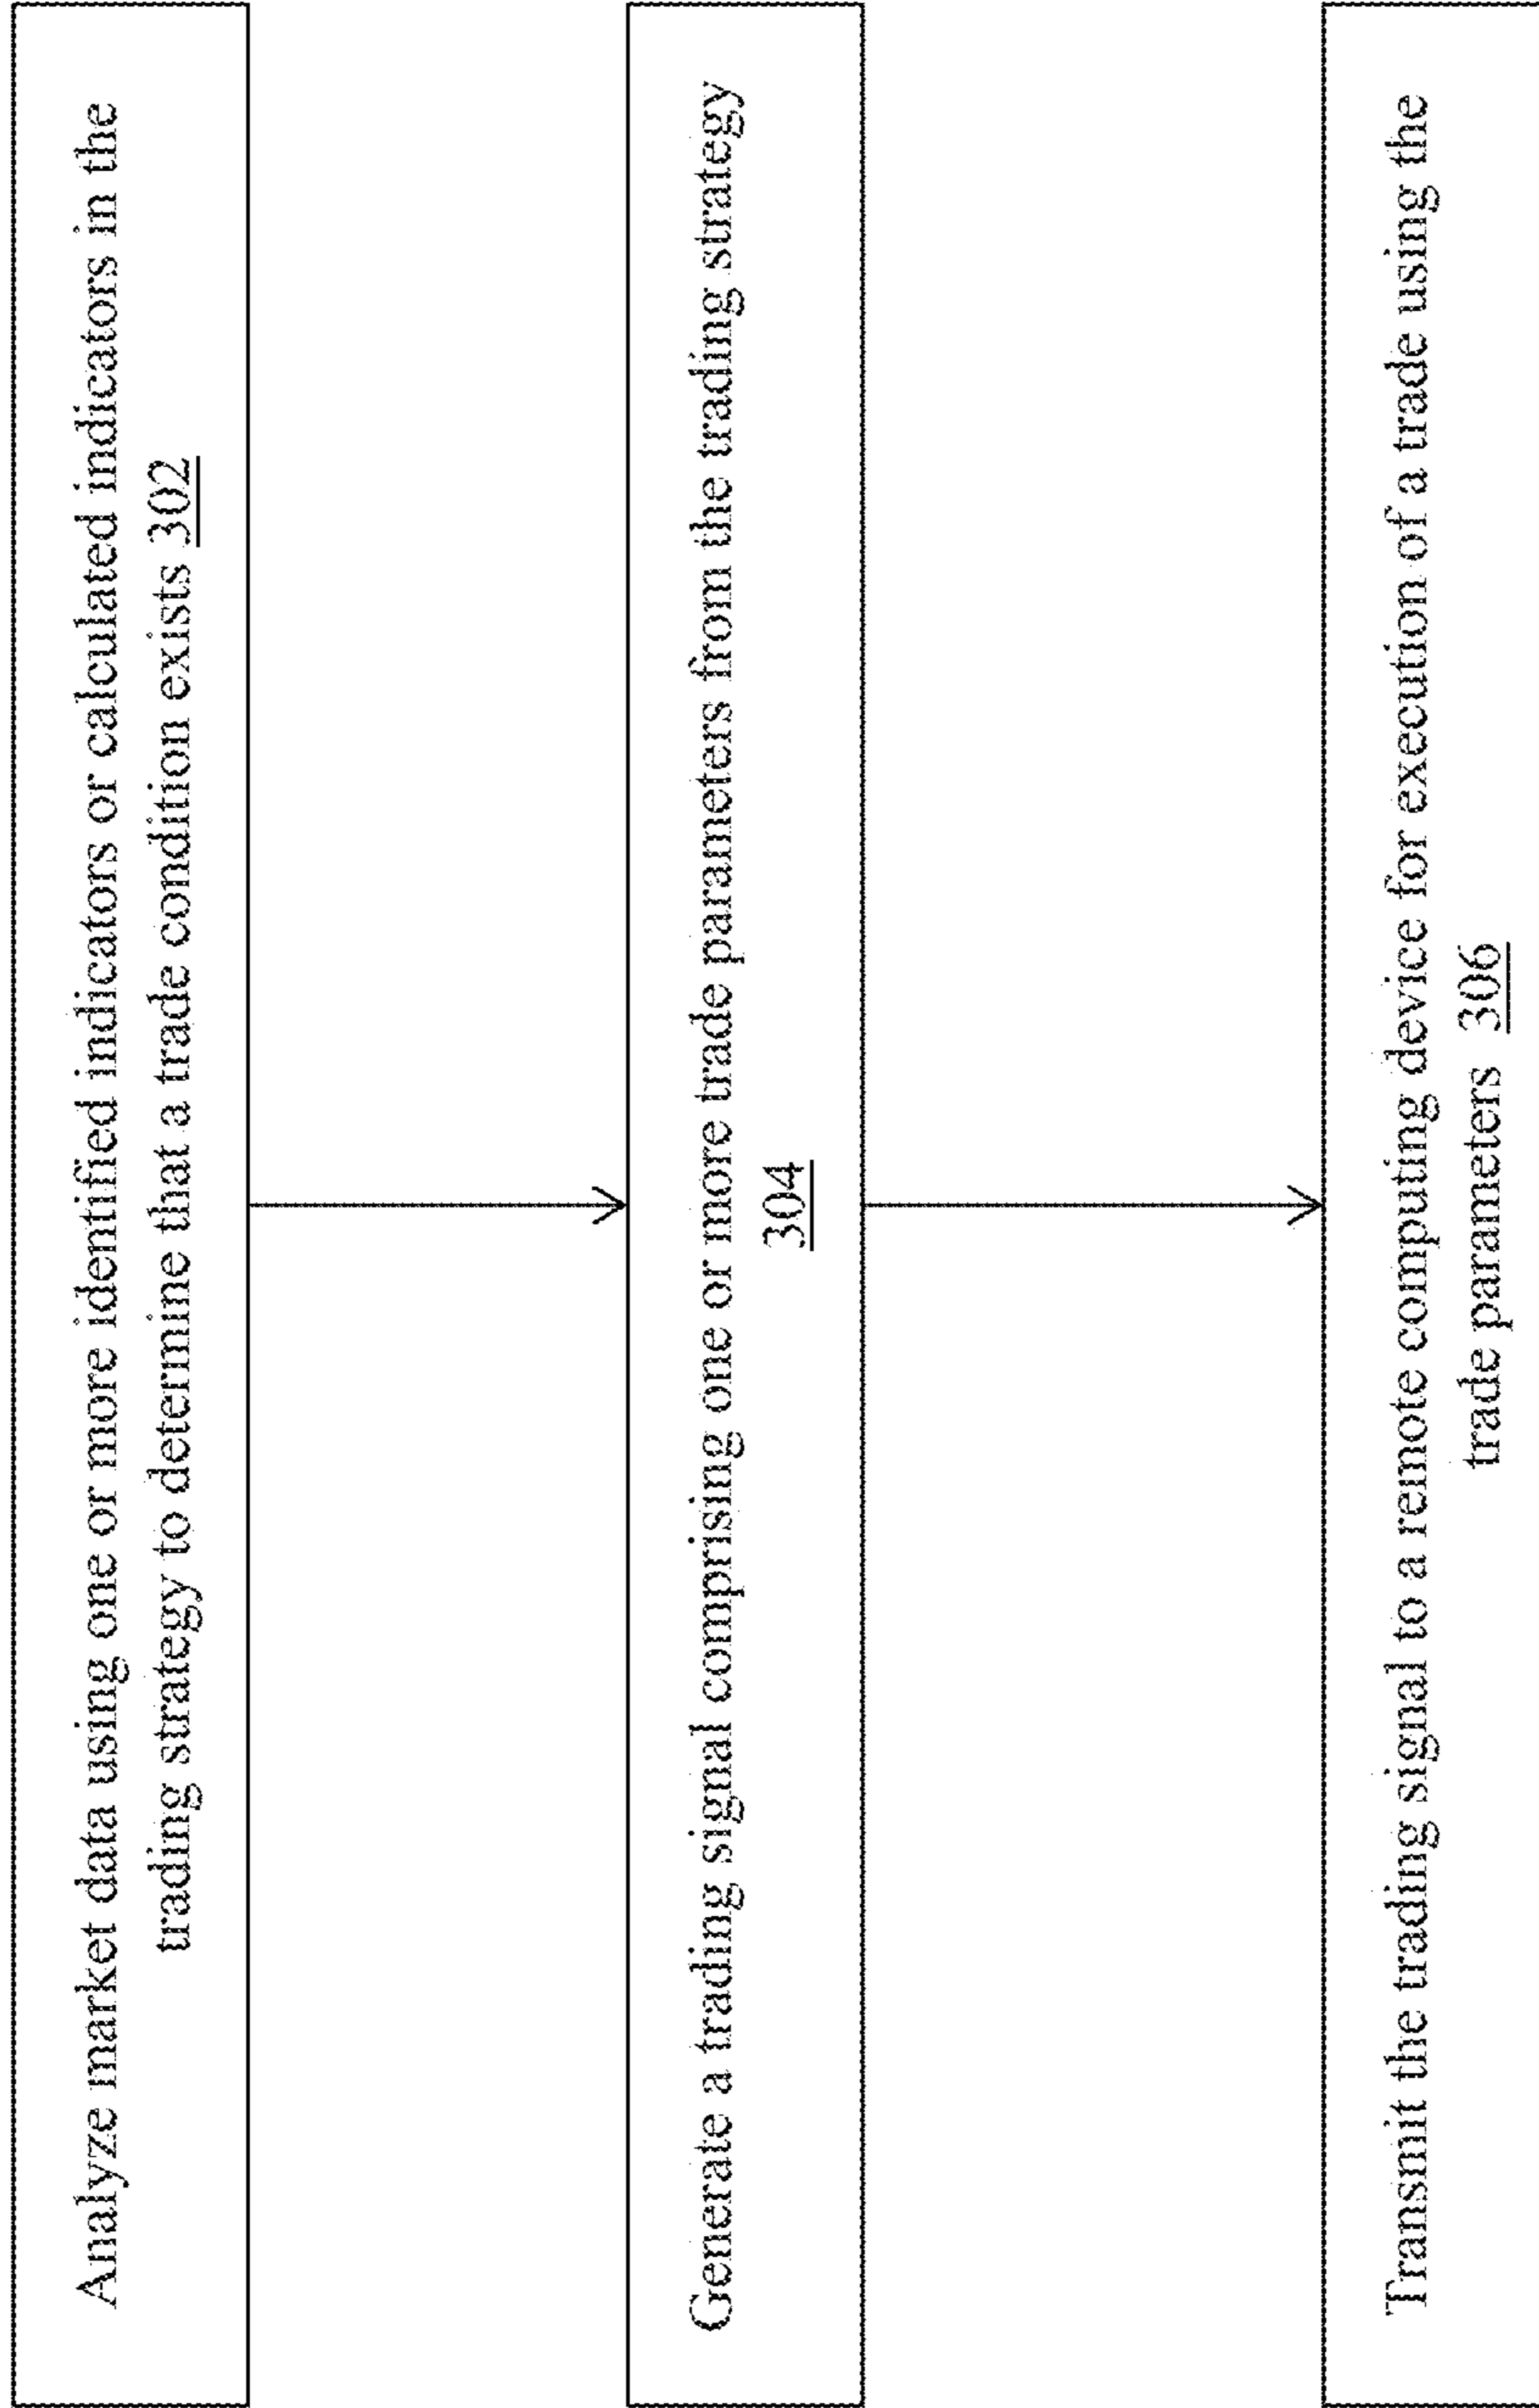 Analyze market data using one or more identified indicators or calculated indicators in the
trading strategy to determine that a trade condition exists 302
Generate a trading signal comprising one or more trade parameters from the trading strategy
304
Transmit the trading signal to a remote computing device for execution of a trade using the
trade parameters 306